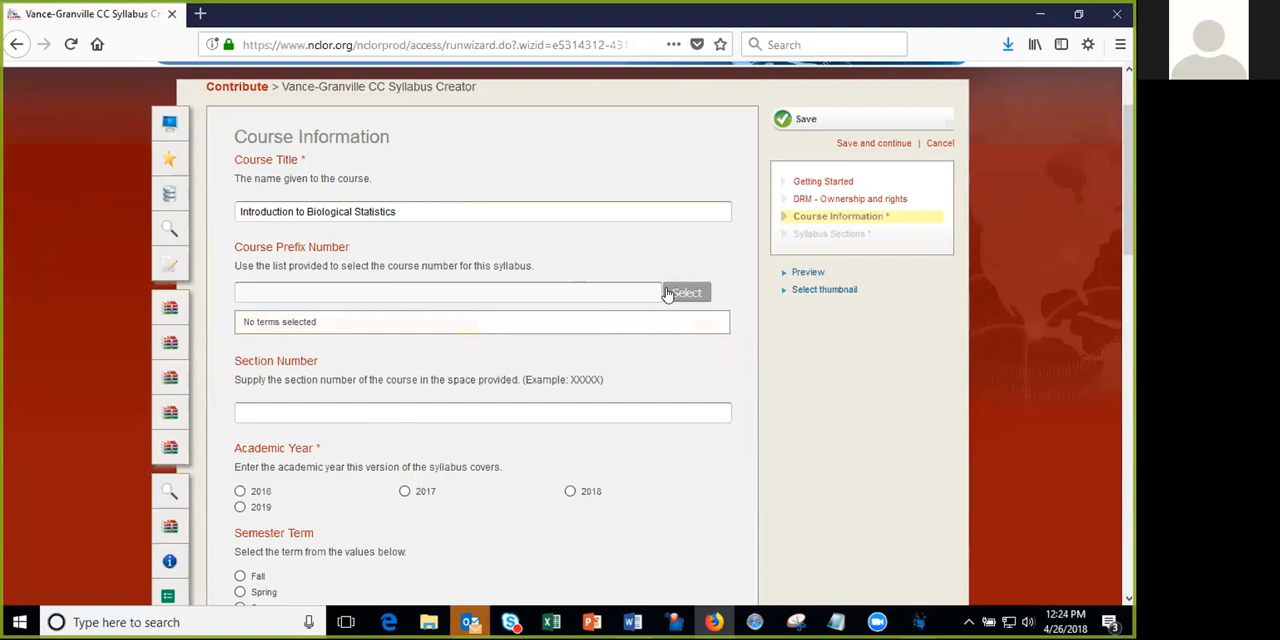 Vance-Granville CC Syllabus Cr
https://www.nclor.org/nclorprod/access/runwizard.do?wizid=e5314312-431
Search
Contribute > Vance-Granville CC Syllabus Creator
Course Information
Course Title *
The name given to the course.
Introduction to Biological Statistics
Course Prefix Number
Use the list provided to select the course number for this syllabus.
Select
No terms selected
Section Number
Supply the section number of the course in the space provided. (Example: XXXXX)
Academic Year *
Enter the academic year this version of the syllabus covers.
2016
2017
2018
2019
Semester Term
Select the term from the values below.
Fall
Spring
Save
Save and continue | Cancel
Getting Started
DRM - Ownership and rights
Course Information *
Syllabus Sections *
Preview
Select thumbnail
Type here to search
12:24 PM
4/26/2018
3